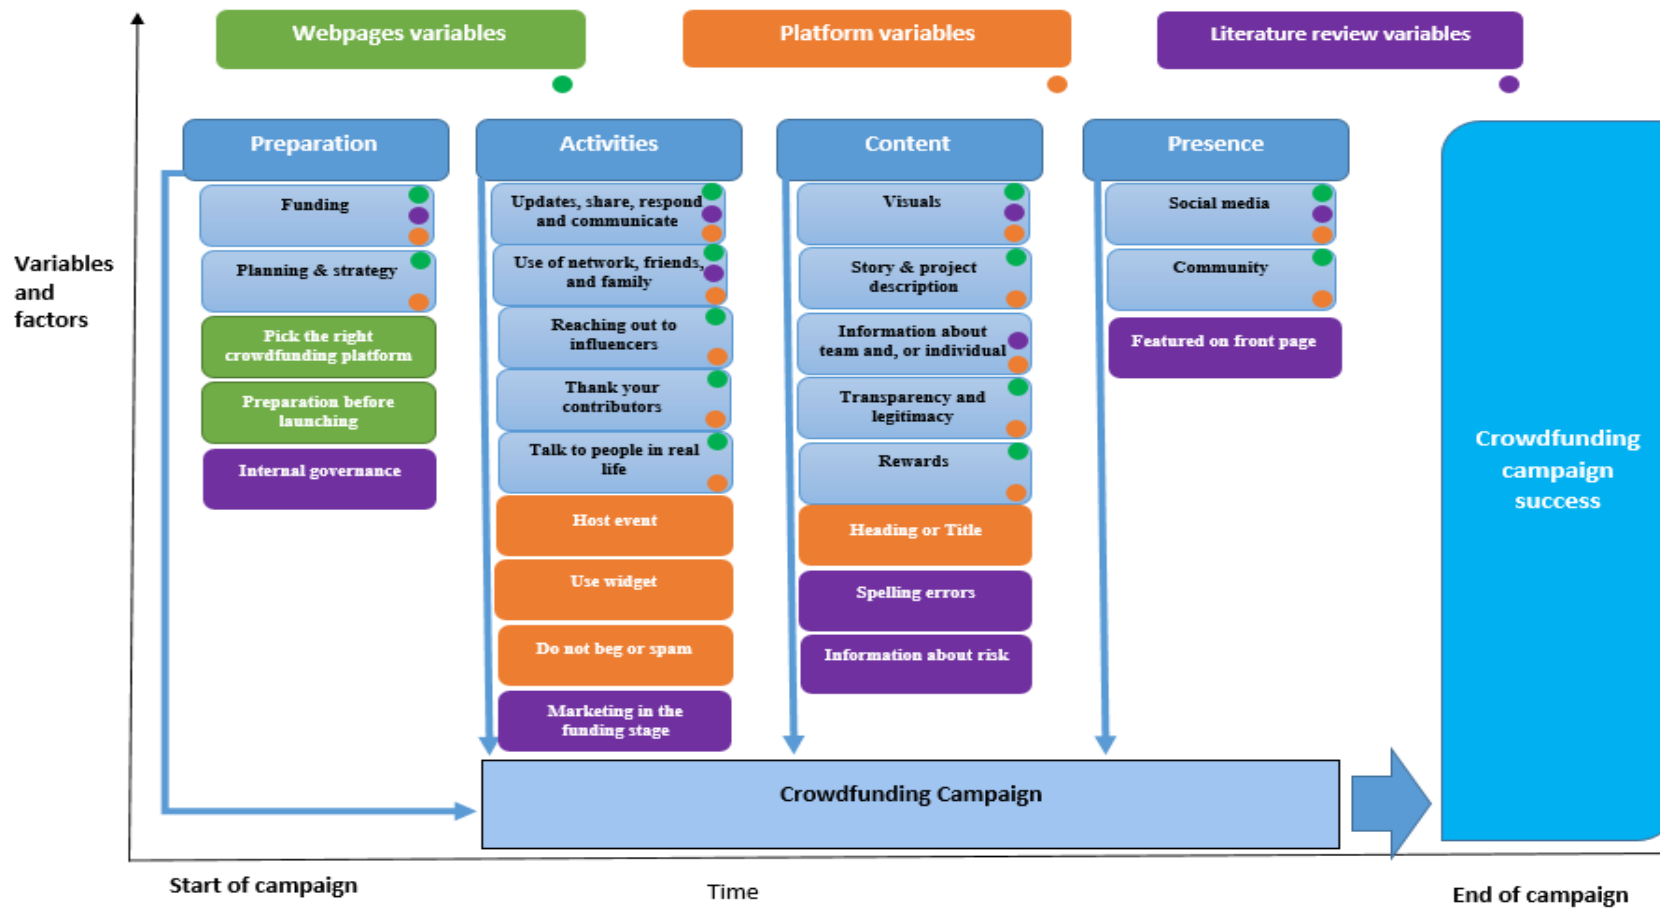 Webpages variables
Platform variables
Literature review variables
Preparation
Activities
Content
Presence
Variables
and
factors
Funding
Planning & strategy
Pick the right
crowdfunding platform
Preparation before
launching
Internal governance
Updates, share, respond
and communicate
Use of network, friends,
and family
Reaching out to
influencers
Thank your
contributors
Talk to people in real
life
Host event
Use widget
Do not beg or spam
Marketing in the
funding stage
Visuals
Story & project
description
Information about
team and, or individual
Transparency and
legitimacy
Rewards
Heading or Title
Spelling errors
Information about risk
Social media
Community
Featured on front page
Crowdfunding
campaign
success
Crowdfunding Campaign
Start of campaign
Time
End of campaign